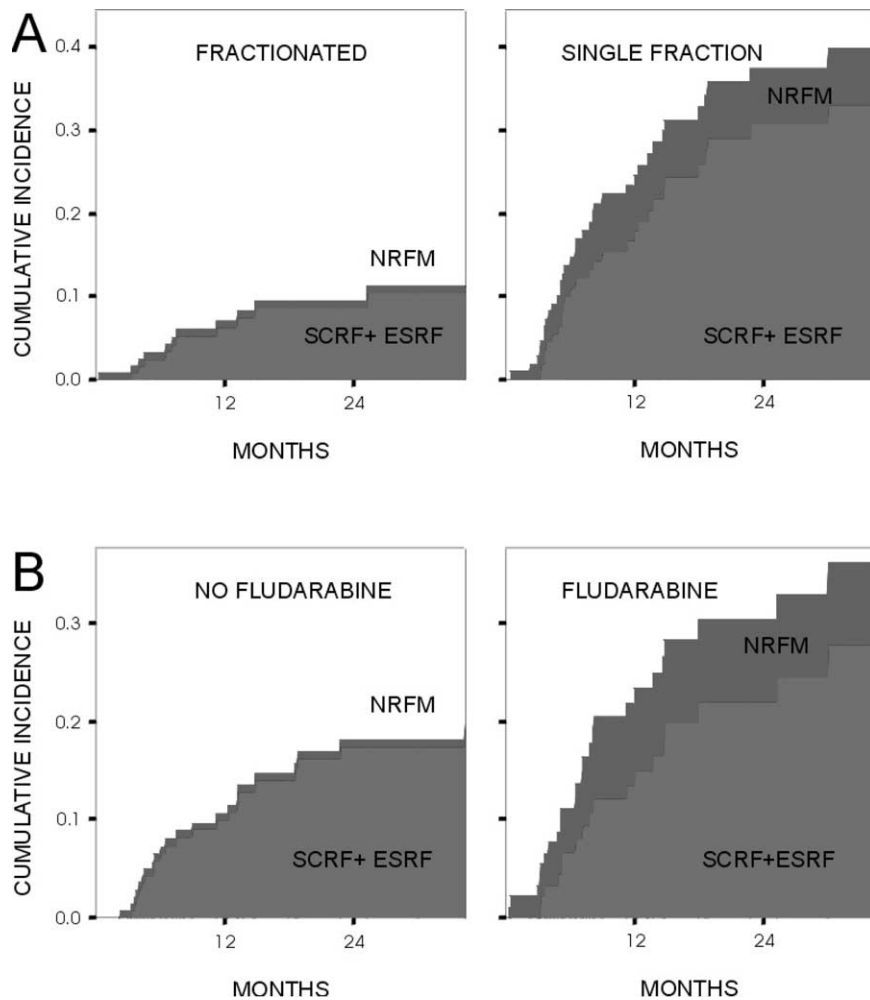 A
FRACTIONATED
SINGLE FRACTION
CUMULATIVE INCIDENCE
0.4
0.3
0.2
0.1
0.0
NRFM
SCRF+ ESRF
NRFM
SCRF+ ESRF
12
24
12
24
MONTHS
MONTHS
B
NO FLUDARABINE
FLUDARABINE
CUMULATIVE INCIDENCE
0.3
0.2
0.1
0.0
NRFM
SCRF+ ESRF
NRFM
SCRF+ESRF
12
24
12
24
MONTHS
MONTHS